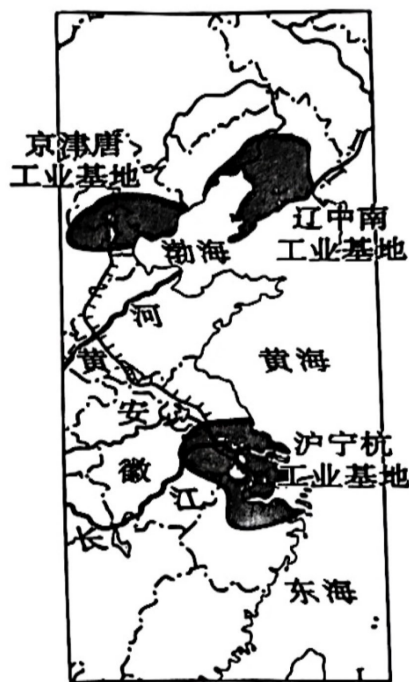 京津唐
工业基地
辽中南
工业基地
渤海
河
黄
黄海
安
徽
沪宁杭
工业基地
江
长
东海